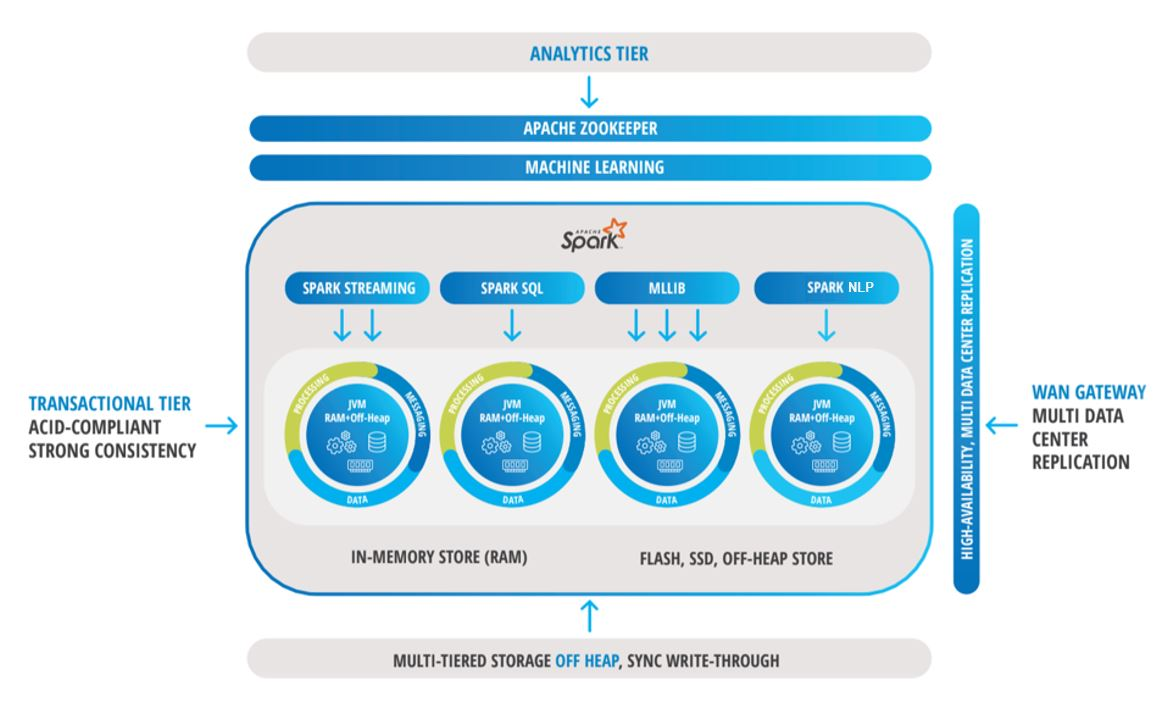 ANALYTICS TIER
APACHE ZOOKEEPER
MACHINE LEARNING
APACHE
Spark
SPARK STREAMING
SPARK SQL
MLLIB
SPARK NLP
PROCESSING
MESSAGING
JVM
RAM+Off-Heap
DATA
PROCESSING
MESSAGING
JVM
RAM+Off-Heap
DATA
PROCESSING
MESSAGING
JVM
RAM+Off-Heap
DATA
PROCESSING
MESSAGING
JVM
RAM+Off-Heap
DATA
IN-MEMORY STORE (RAM)
FLASH, SSD, OFF-HEAP STORE
TRANSACTIONAL TIER
ACID-COMPLIANT
STRONG CONSISTENCY
HIGH-AVAILABILITY, MULTI DATA CENTER REPLICATION
WAN GATEWAY
MULTI DATA
CENTER
REPLICATION
MULTI-TIERED STORAGE OFF HEAP, SYNC WRITE-THROUGH